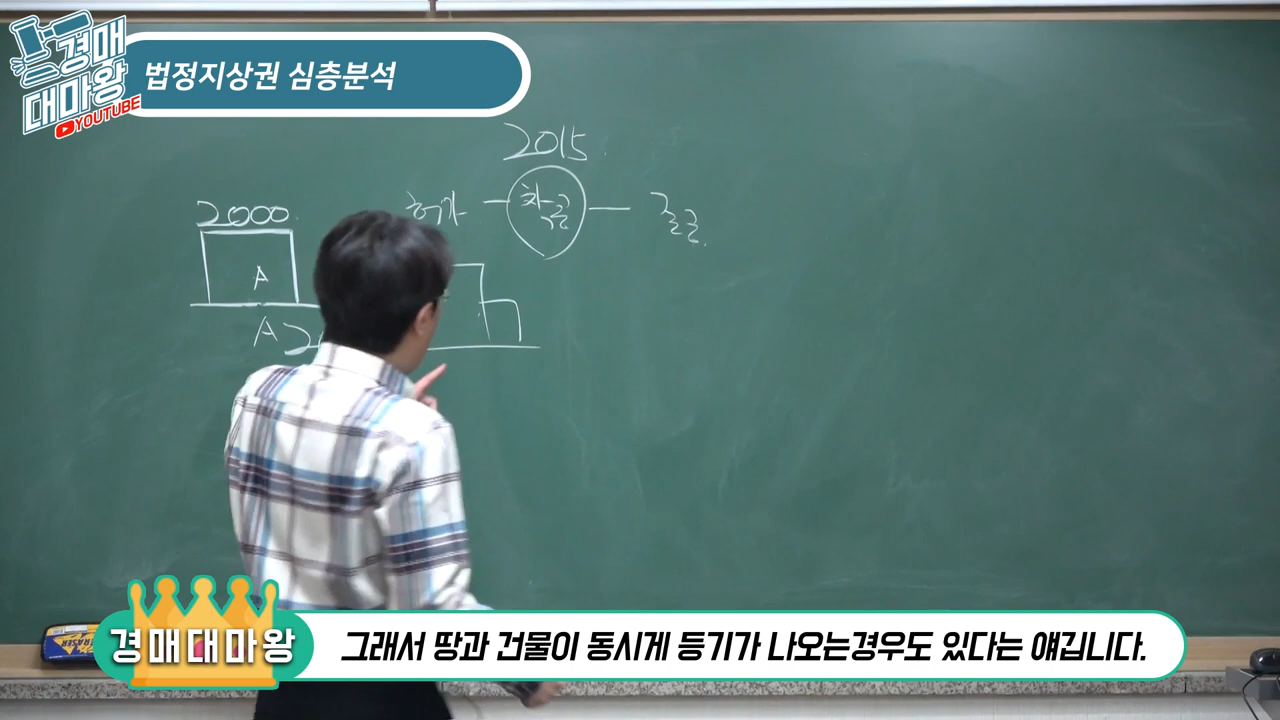 경매
대마왕
YOUTUBE
법정지상권 심층분석
2015
2000
허가
착공
A
A 2
경매대마왕
그래서 땅과 건물이 동시게 등기가 나오는경우도 있다는 얘깁니다.